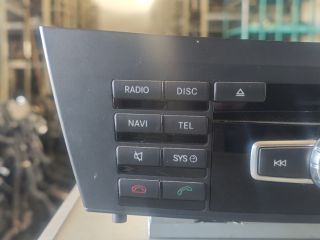 RADIO DISC
NAVI TEL
SYS